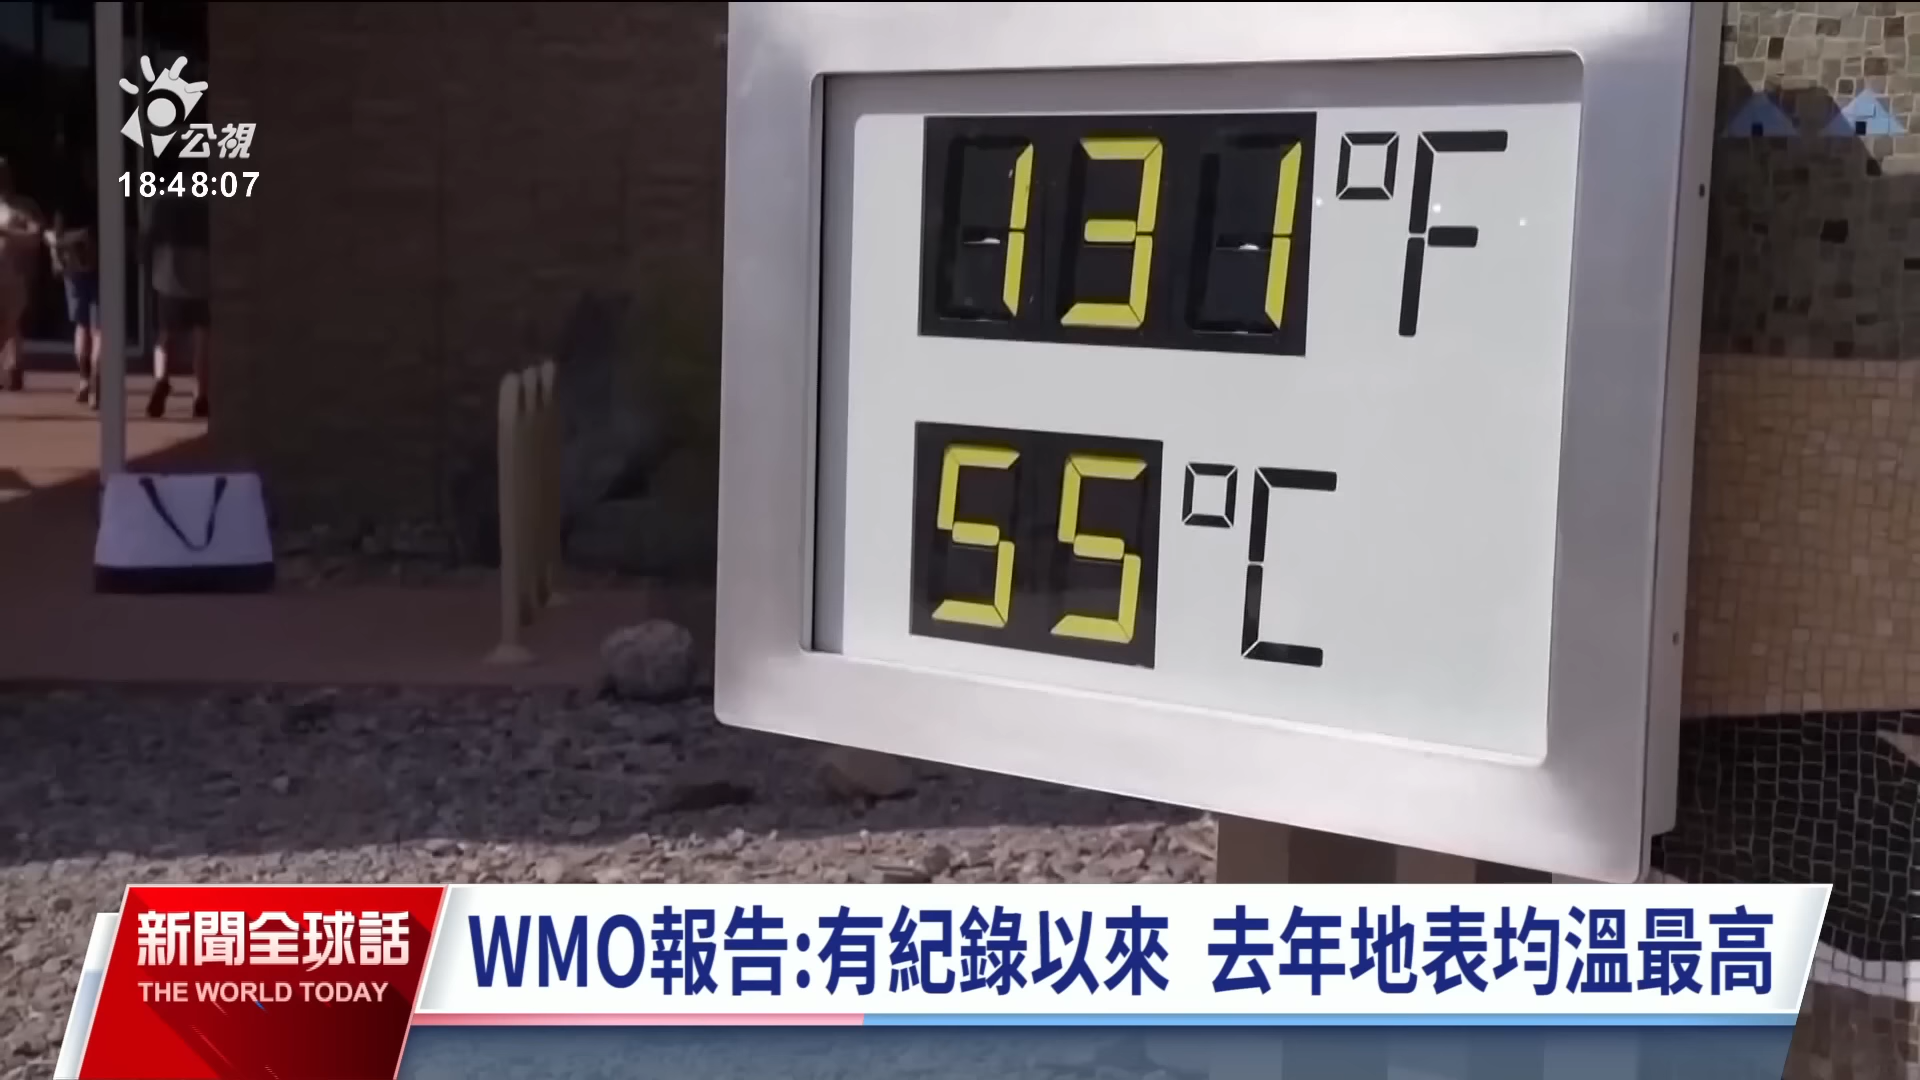 公視
18:48:07
131°F
55°C
新聞全球話
THE WORLD TODAY
WMO報告:有紀錄以來 去年地表均溫最高